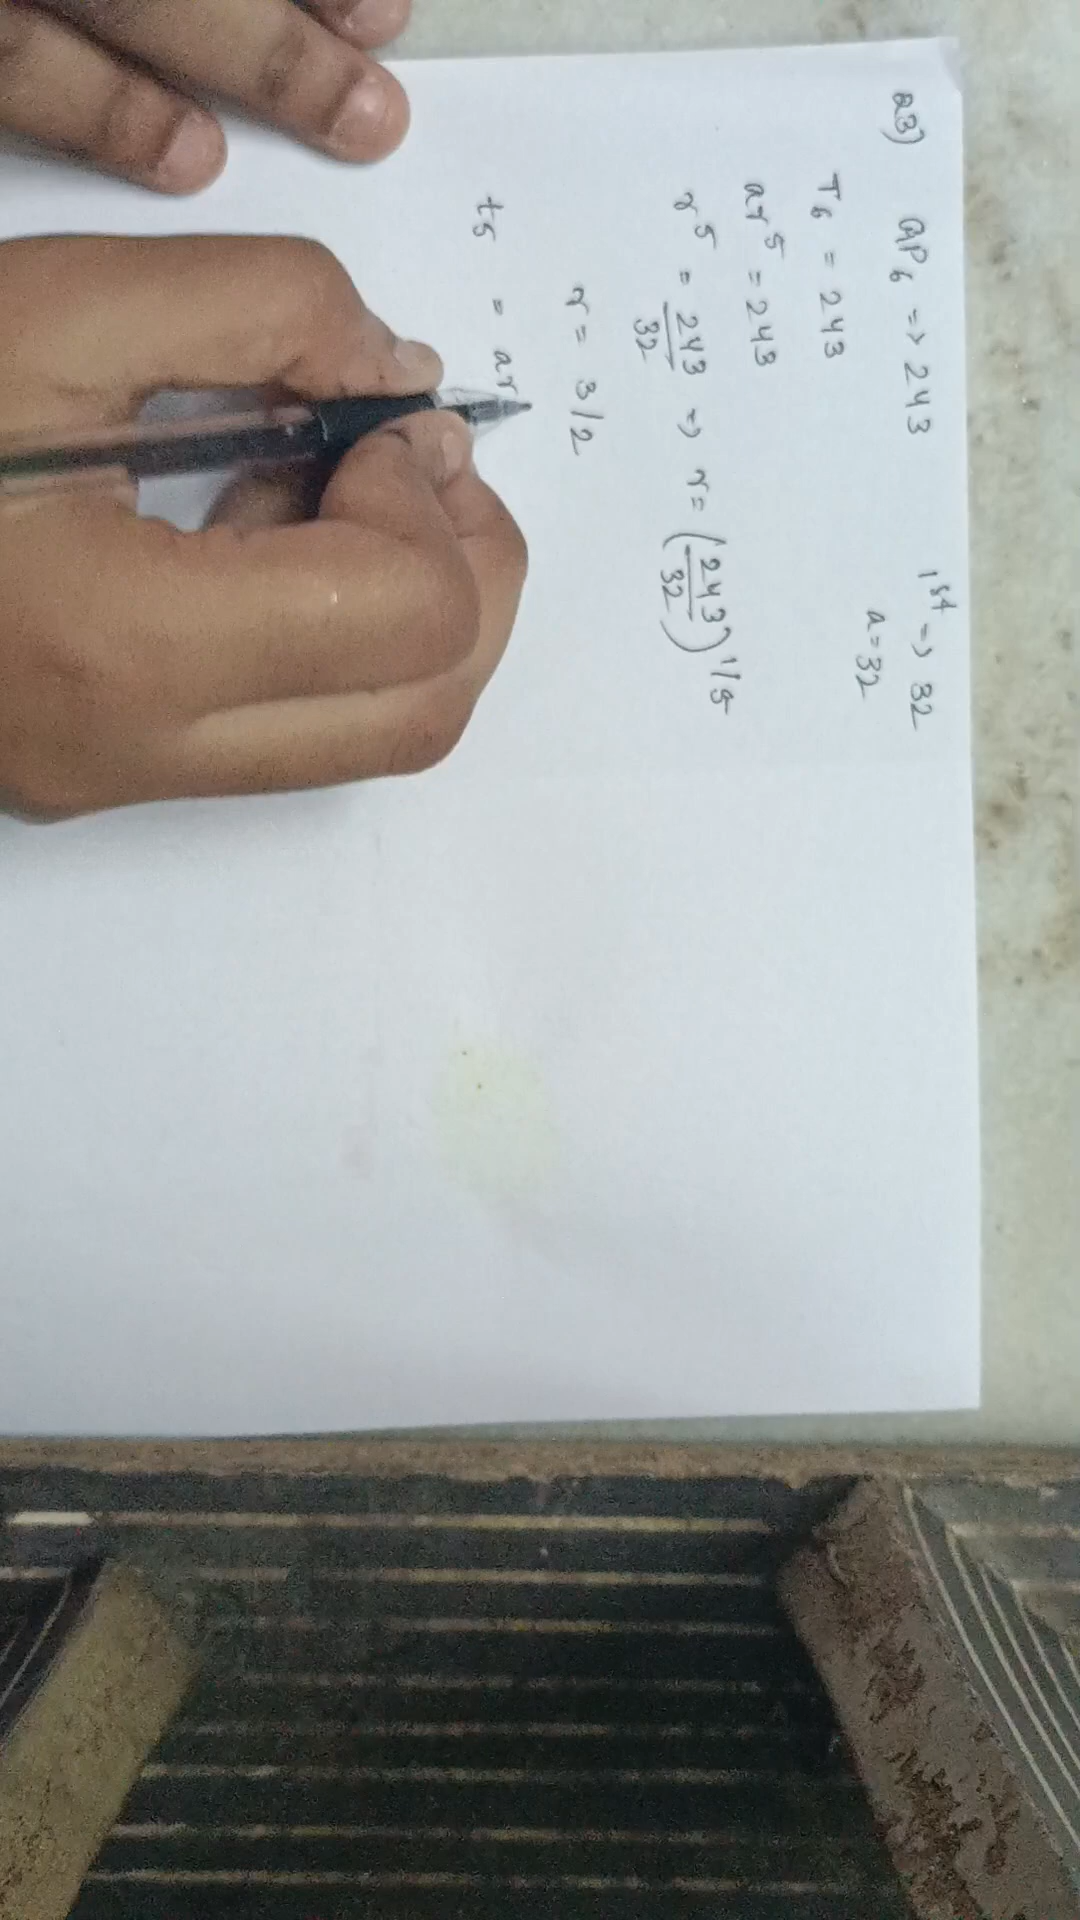 Q3) GP6 => 243 1st => 32
a=32
T6 = 243
ar^5 = 243
r^5 = 243/32 => r = (243/32)^1/5
r = 3/2
t5 = ar